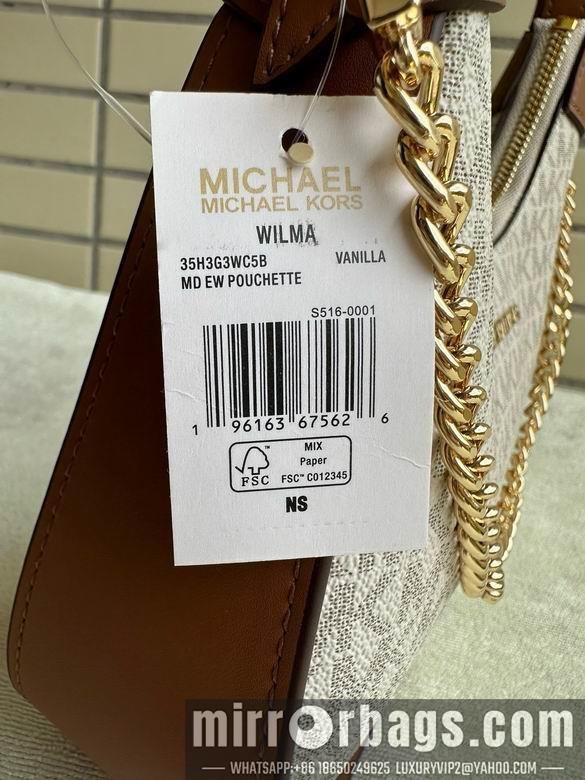 MICHAEL
MICHAEL KORS
WILMA
35H3G3WC5B VANILLA
MD EW POUCHETTE
S516-0001
1 96163 67562 6
FSC™
MIX
Paper
FSC™ C012345
NS
mirrorbags.com
WHATSAPP:+86 18650249625 LUXURYVIP2@YAHOO.COM